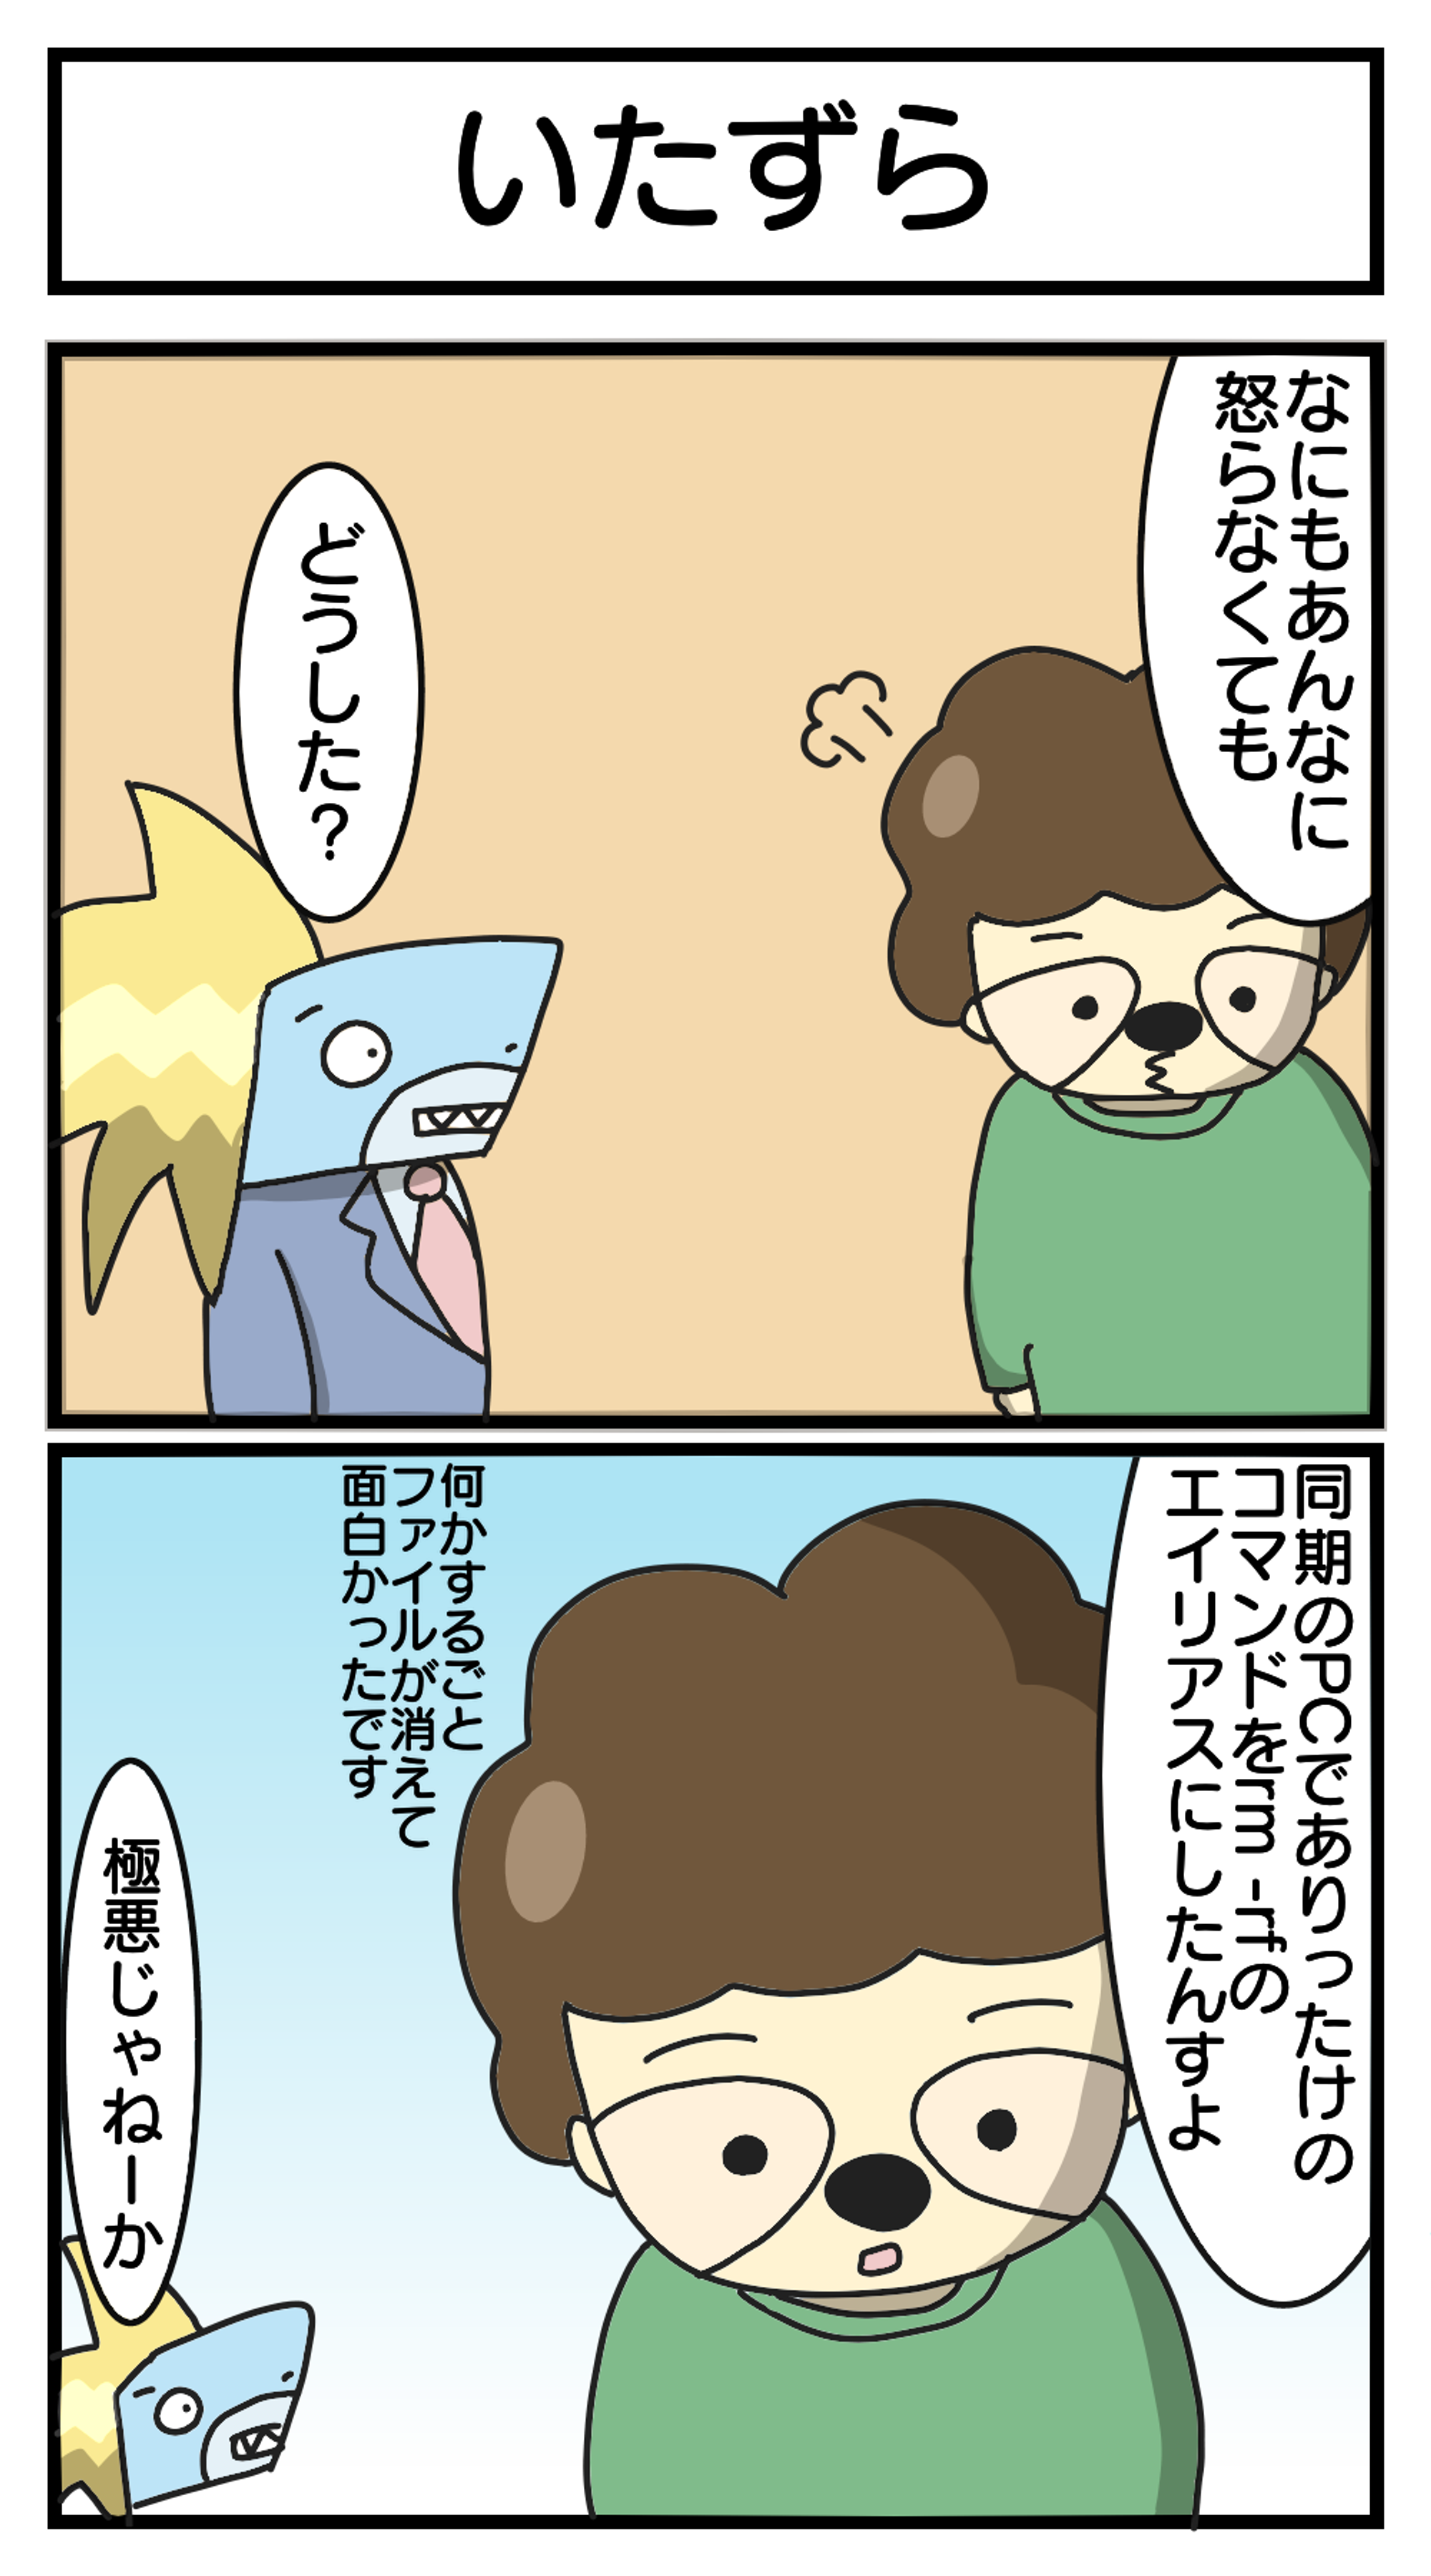 いたずら
なにもあんなに
怒らなくても
どうした?
同期のPCでありったけの
コマンドをrm -rfの
エイリアスにしたんすよ
何かするごと
ファイルが消えて
面白かったです
極悪じゃねーか